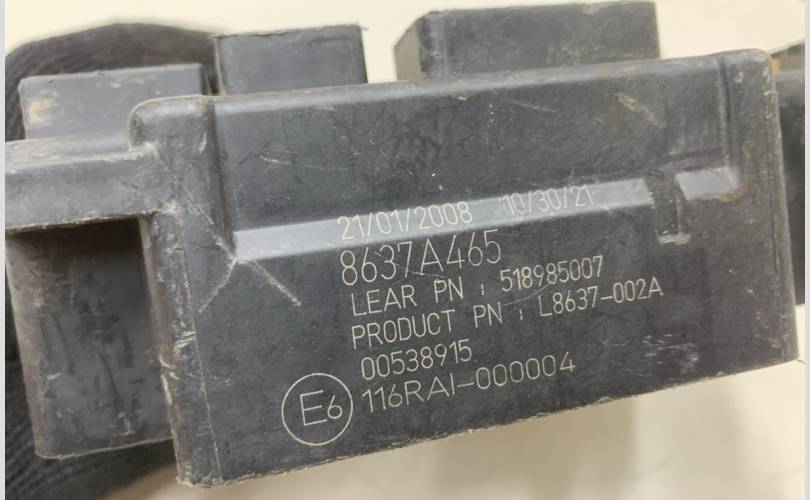 21/01/2008 10/30/21
8637A465
LEAR PN : 518985007
PRODUCT PN : L8637-002A
00538915
E6 116RAI-000004